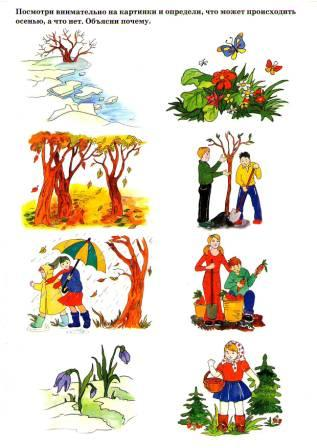 Посмотри внимательно на картинки и определи, что может происходить
осенью, а что нет. Объясни почему.